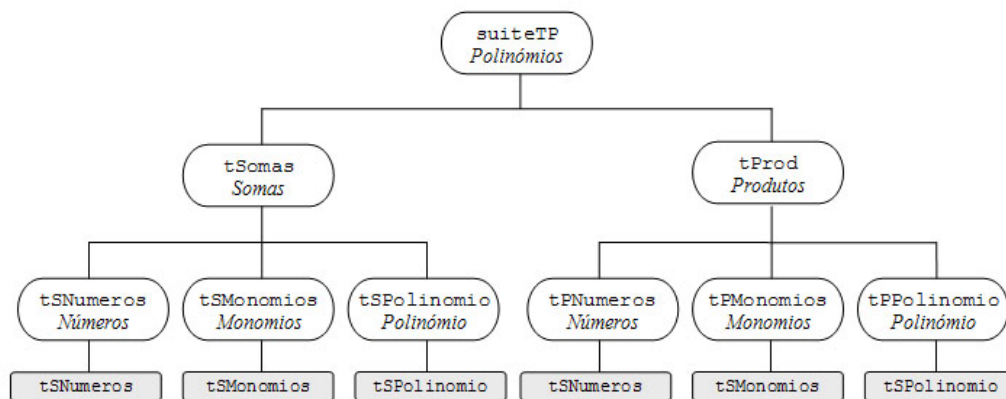 suiteTP
Polinómios
tSomas
Somas
tProd
Produtos
tSNumeros
Números
tSMonomios
Monomios
tSPolinomio
Polinómio
tPNumeros
Números
tPMonomios
Monomios
tPPolinomio
Polinómio
tSNumeros
tSMonomios
tSPolinomio
tSNumeros
tSMonomios
tSPolinomio